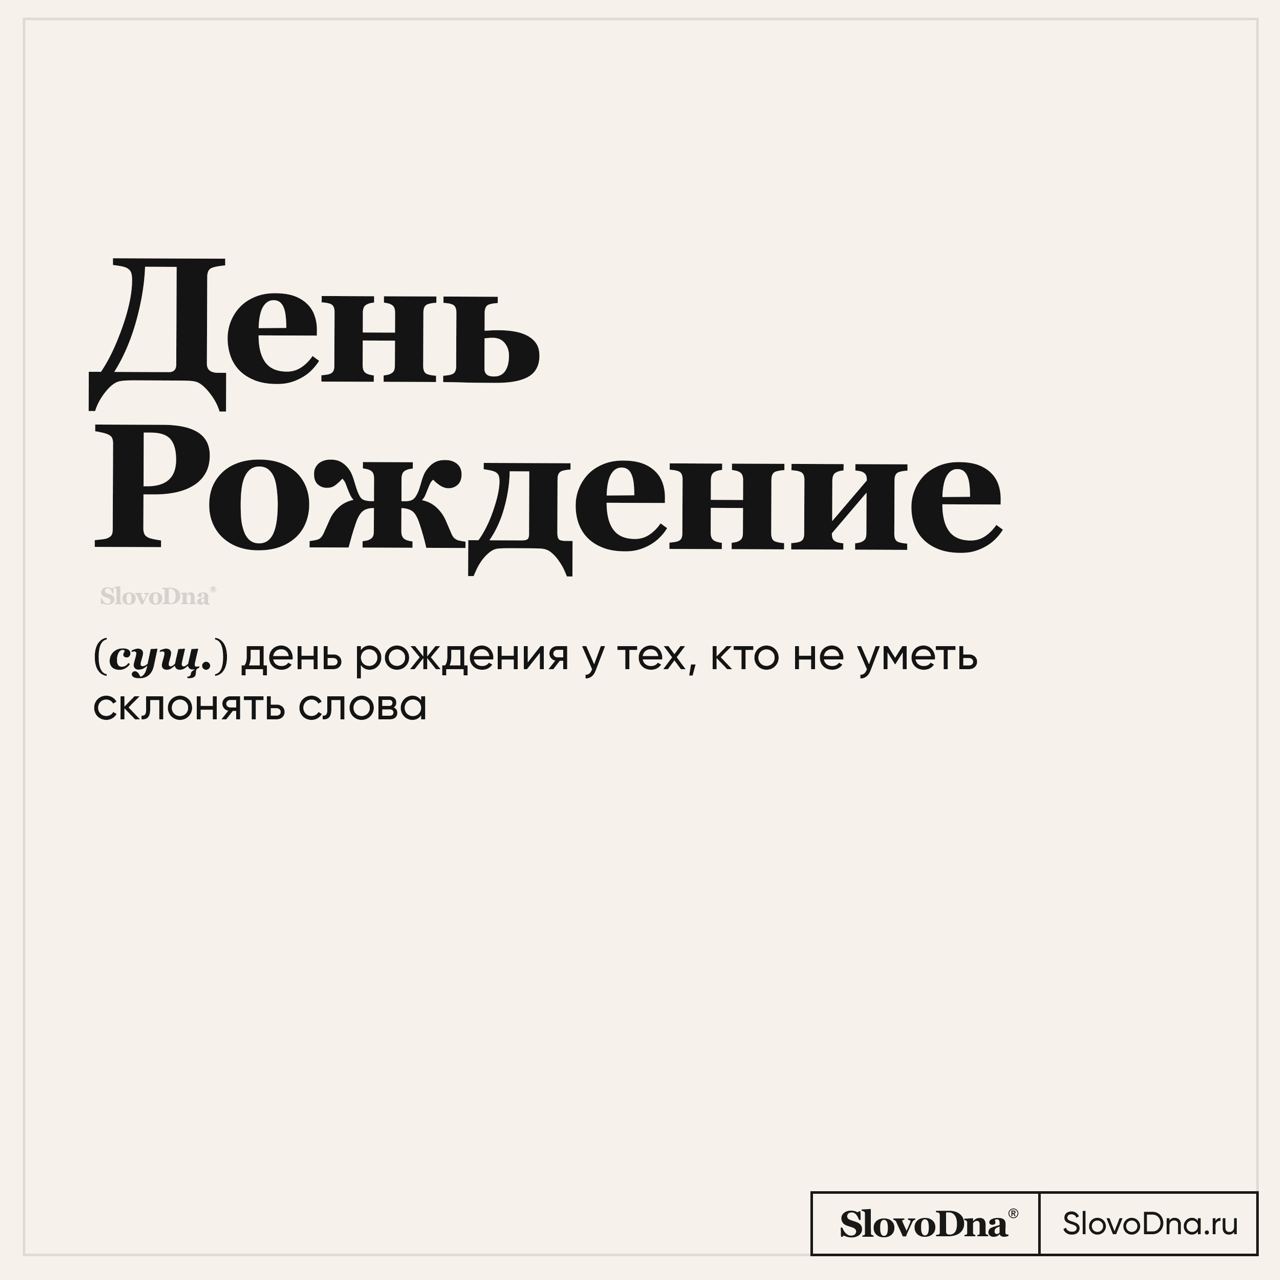 День
Рождение
SlovoDna®
(сущ.) день рождения у тех, кто не уметь
склонять слова
SlovoDna® SlovoDna.ru